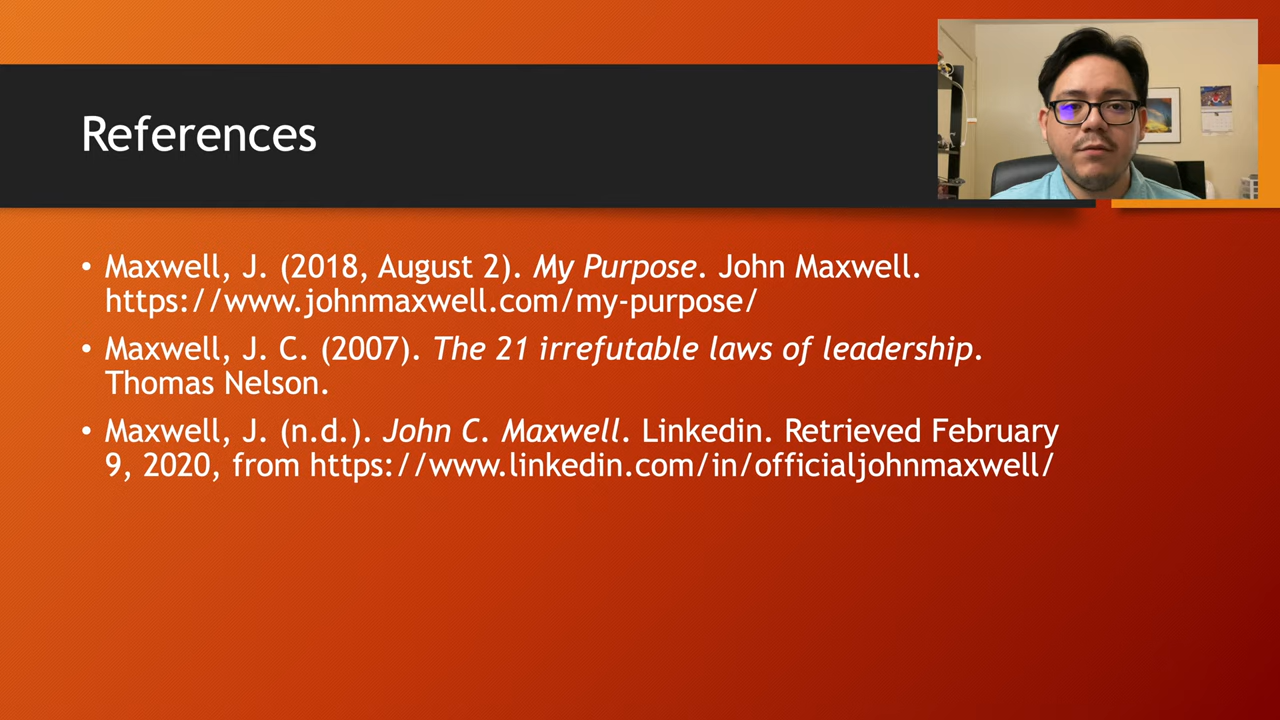 References
• Maxwell, J. (2018, August 2). My Purpose. John Maxwell.
https://www.johnmaxwell.com/my-purpose/
• Maxwell, J. C. (2007). The 21 irrefutable laws of leadership.
Thomas Nelson.
• Maxwell, J. (n.d.). John C. Maxwell. Linkedin. Retrieved February
9, 2020, from https://www.linkedin.com/in/officialjohnmaxwell/